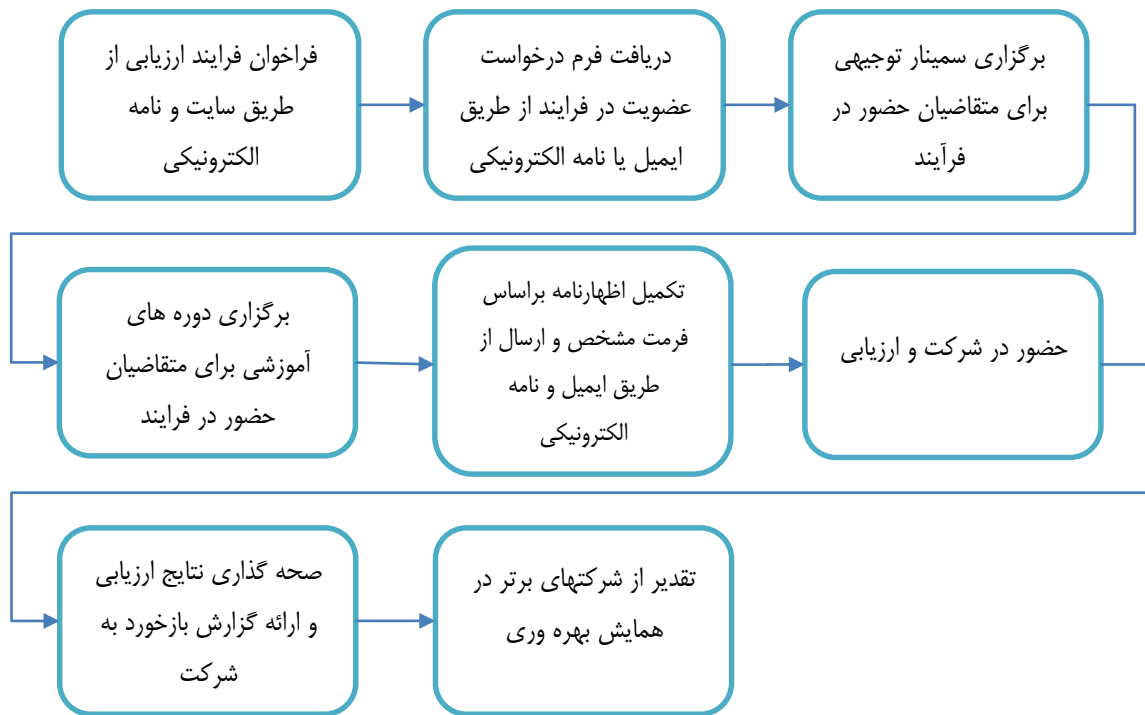 فراخوان فرایند ارزیابی از
طریق سایت و نامه
الکترونیکی
دریافت فرم درخواست
عضویت در فرایند از طریق
ایمیل یا نامه الکترونیکی
برگزاری سمینار توجیهی
برای متقاضیان حضور در
فرآیند
برگزاری دوره های
آموزشی برای متقاضیان
حضور در فرایند
تکمیل اظهارنامه براساس
فرمت مشخص و ارسال از
طریق ایمیل و نامه
الکترونیکی
حضور در شرکت و ارزیابی
صحه گذاری نتایج ارزیابی
و ارائه گزارش بازخورد به
شرکت
تقدیر از شرکتهای برتر در
همایش بهره وری